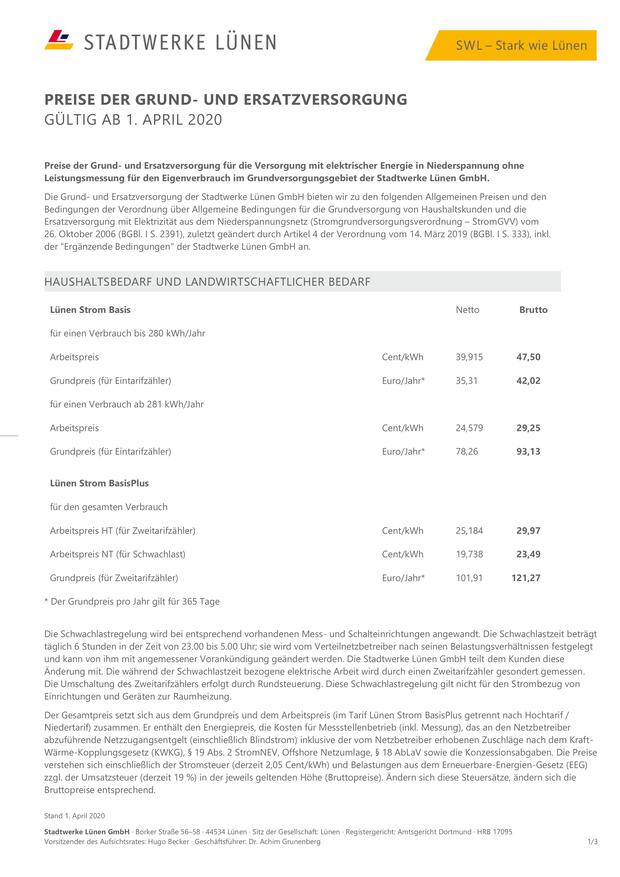 STADTWERKE LÜNEN
SWL – Stark wie Lünen
PREISE DER GRUND- UND ERSATZVERSORGUNG
GÜLTIG AB 1. APRIL 2020
Preise der Grund- und Ersatzversorgung für die Versorgung mit elektrischer Energie in Niederspannung ohne
Leistungsmessung für den Eigenverbrauch im Grundversorgungsgebiet der Stadtwerke Lünen GmbH.
Die Grund- und Ersatzversorgung der Stadtwerke Lünen GmbH bieten wir zu den folgenden Allgemeinen Preisen und den
Bedingungen der Verordnung über Allgemeine Bedingungen für die Grundversorgung von Haushaltskunden und die
Ersatzversorgung mit Elektrizität aus dem Niederspannungsnetz (Stromgrundversorgungsverordnung – StromGVV) vom
26. Oktober 2006 (BGBl. I S. 2391), zuletzt geändert durch Artikel 4 der Verordnung vom 14. März 2019 (BGBl. I S. 333), inkl.
der "Ergänzende Bedingungen" der Stadtwerke Lünen GmbH an.
HAUSHALTSBEDARF UND LANDWIRTSCHAFTLICHER BEDARF
Lünen Strom Basis Netto Brutto
für einen Verbrauch bis 280 kWh/Jahr
Arbeitspreis Cent/kWh 39,915 47,50
Grundpreis (für Eintarifzähler) Euro/Jahr* 35,31 42,02
für einen Verbrauch ab 281 kWh/Jahr
Arbeitspreis Cent/kWh 24,579 29,25
Grundpreis (für Eintarifzähler) Euro/Jahr* 78,26 93,13
Lünen Strom BasisPlus
für den gesamten Verbrauch
Arbeitspreis HT (für Zweitarifzähler) Cent/kWh 25,184 29,97
Arbeitspreis NT (für Schwachlast) Cent/kWh 19,738 23,49
Grundpreis (für Zweitarifzähler) Euro/Jahr* 101,91 121,27
* Der Grundpreis pro Jahr gilt für 365 Tage
Die Schwachlastregelung wird bei entsprechend vorhandenen Mess- und Schalteinrichtungen angewandt. Die Schwachlastzeit beträgt
täglich 6 Stunden in der Zeit von 23.00 bis 5.00 Uhr; sie wird vom Verteilnetzbetreiber nach seinen Belastungsverhältnissen festgelegt
und kann von ihm mit angemessener Vorankündigung geändert werden. Die Stadtwerke Lünen GmbH teilt dem Kunden diese
Änderung mit. Die während der Schwachlastzeit bezogene elektrische Arbeit wird durch einen Zweitarifzähler gesondert gemessen.
Die Umschaltung des Zweitarifzählers erfolgt durch Rundsteuerung. Diese Schwachlastregelung gilt nicht für den Strombezug von
Einrichtungen und Geräten zur Raumheizung.
Der Gesamtpreis setzt sich aus dem Grundpreis und dem Arbeitspreis (im Tarif Lünen Strom BasisPlus getrennt nach Hochtarif /
Niedertarif) zusammen. Er enthält den Energiepreis, die Kosten für Messstellenbetrieb (inkl. Messung), das an den Netzbetreiber
abzuführende Netzzugangsentgelt (einschließlich Blindstrom) inklusive der vom Netzbetreiber erhobenen Zuschläge nach dem Kraft-
Wärme-Kopplungsgesetz (KWKG), § 19 Abs. 2 StromNEV, Offshore Netzumlage, § 18 AbLaV sowie die Konzessionsabgaben. Die Preise
verstehen sich einschließlich der Stromsteuer (derzeit 2,05 Cent/kWh) und Belastungen aus dem Erneuerbare-Energien-Gesetz (EEG)
zzgl. der Umsatzsteuer (derzeit 19 %) in der jeweils geltenden Höhe (Bruttopreise). Ändern sich diese Steuersätze, ändern sich die
Bruttopreise entsprechend.
Stand 1. April 2020
Stadtwerke Lünen GmbH · Borker Straße 56–58 · 44534 Lünen · Sitz der Gesellschaft: Lünen · Registergericht: Amtsgericht Dortmund · HRB 17095
Vorsitzender des Aufsichtsrates: Hugo Becker · Geschäftsführer: Dr. Achim Grunenberg 1/3